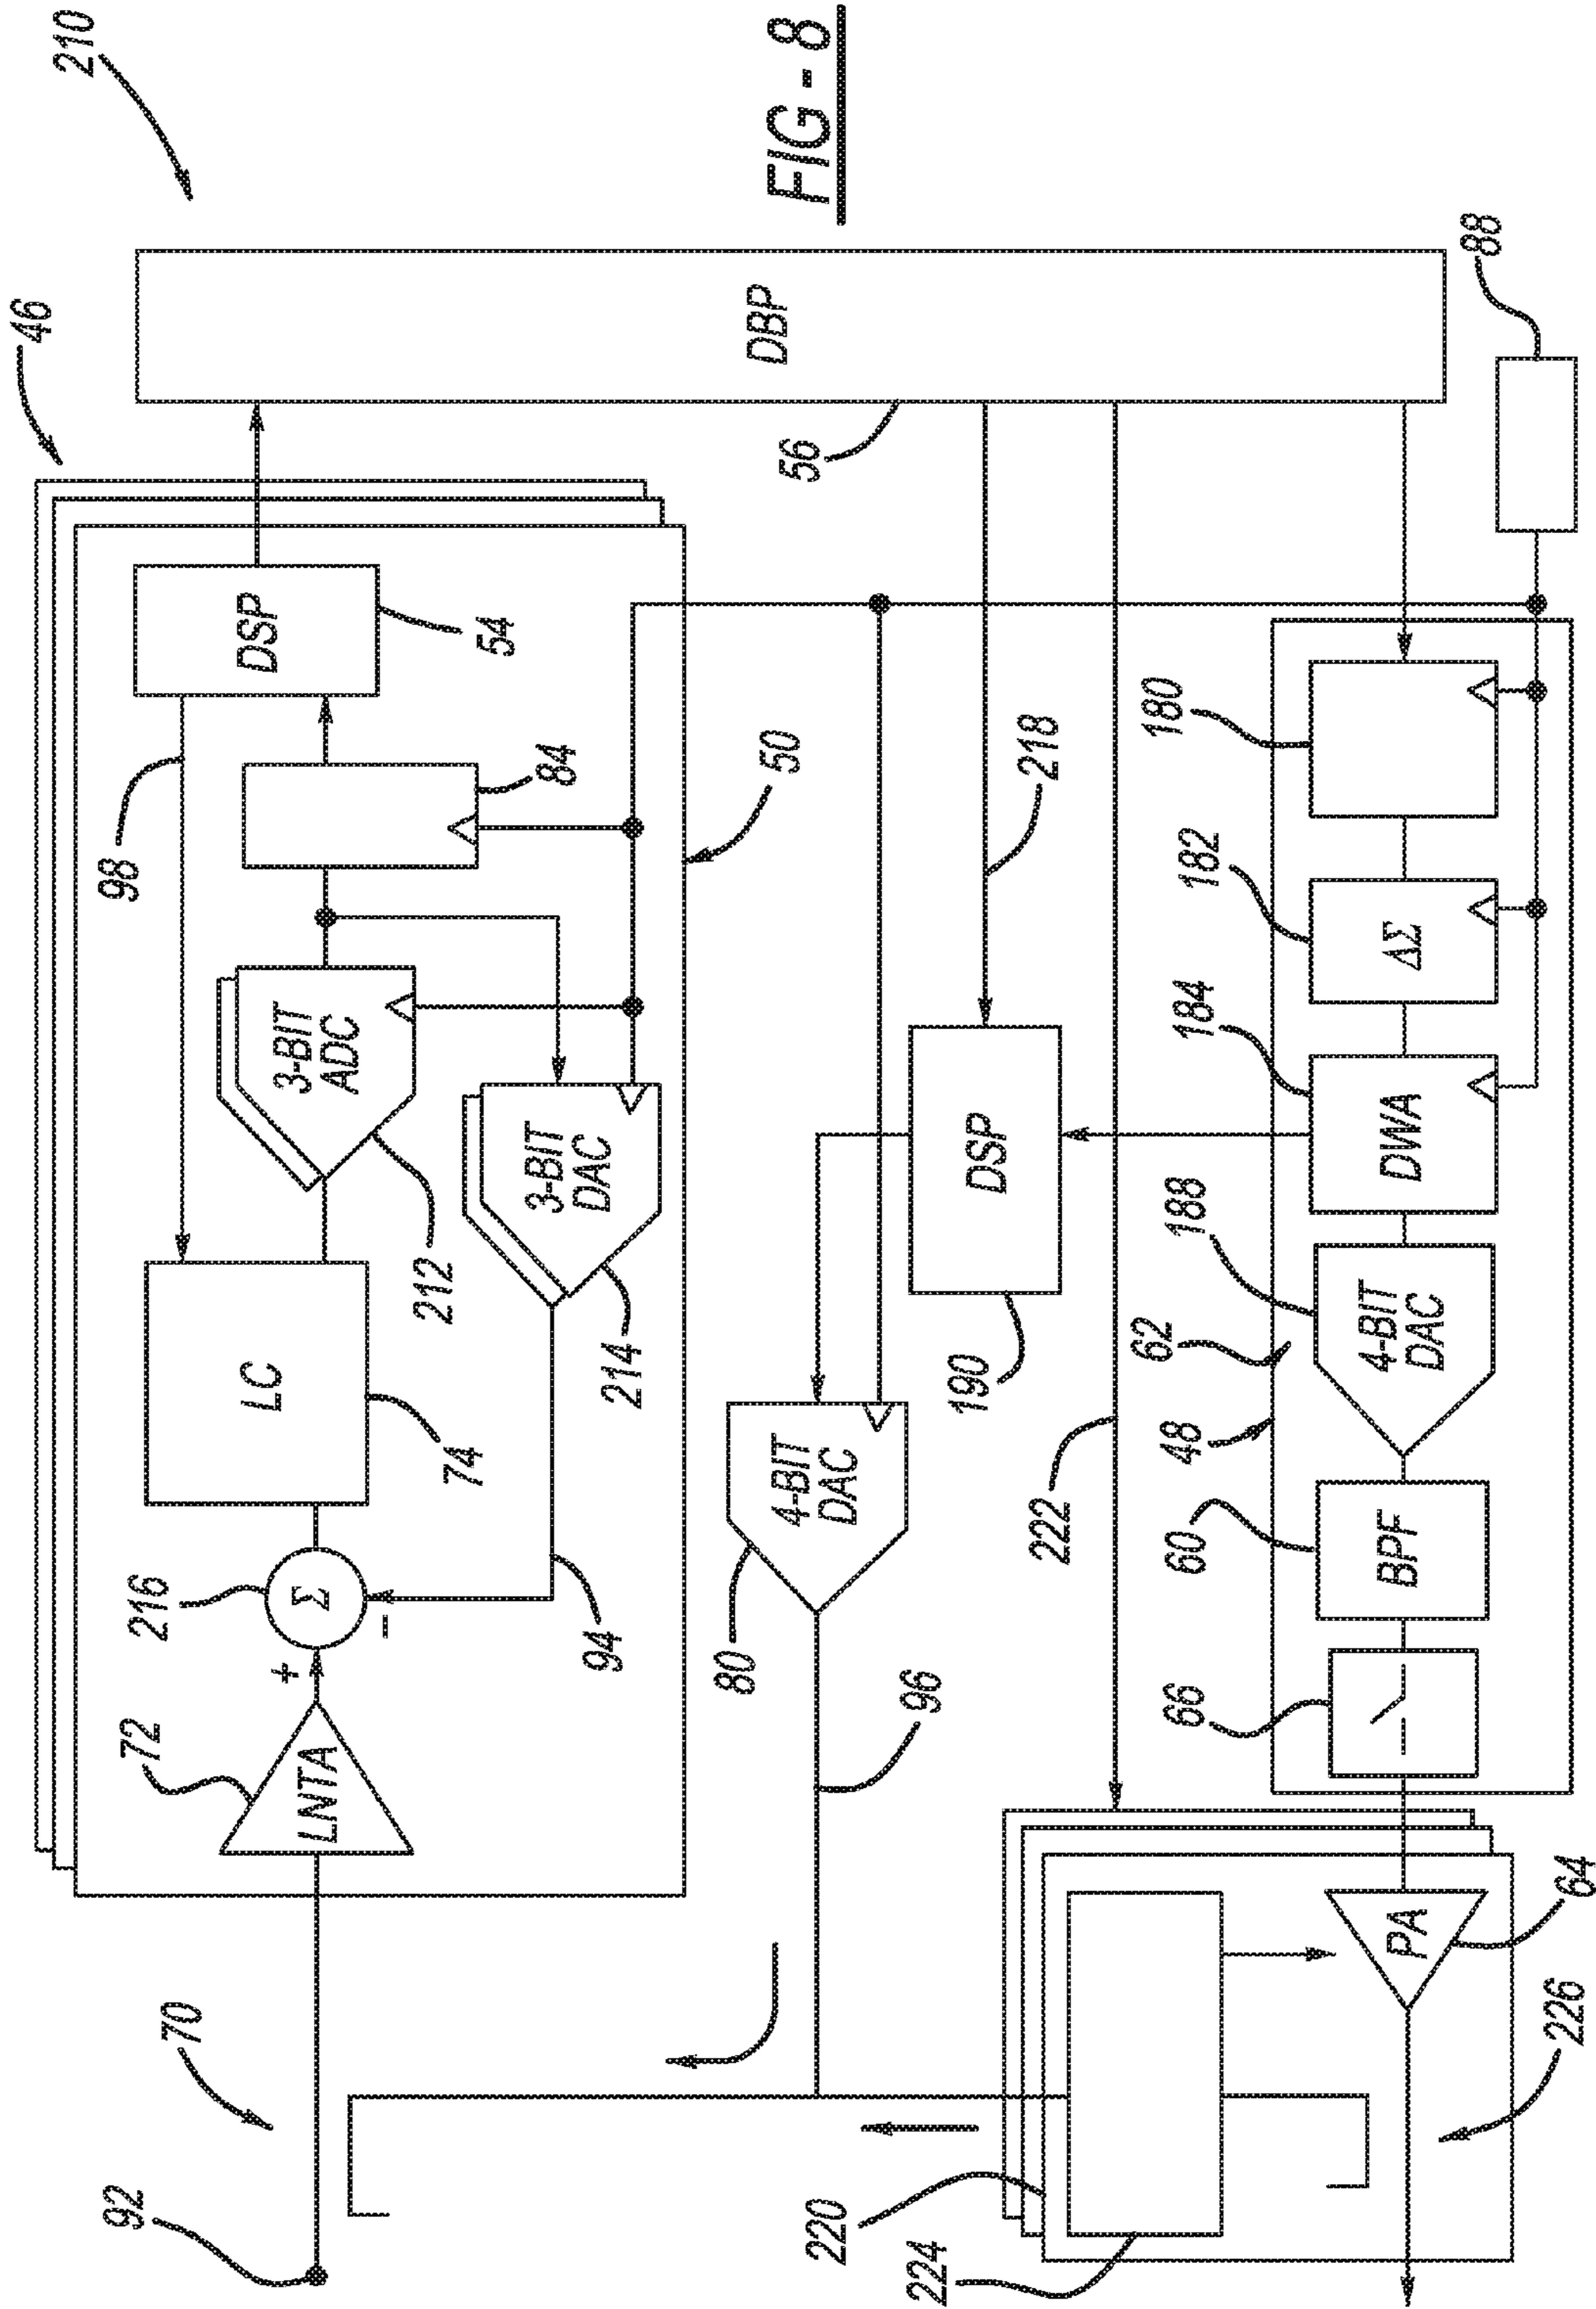 210
FIG - 8
46
DBP
56
88
DSP
54
98
84
50
3-BIT
ADC
212
3-BIT
DAC
214
LC
74
216
Σ
+
−
94
72
LNTA
70
92
218
DSP
190
222
4-BIT
DAC
80
96
180
182
ΔΣ
184
DWA
188
4-BIT
DAC
62
48
60
BPF
66
PA
64
226
220
224